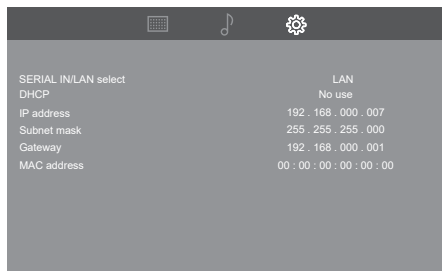 SERIAL IN/LAN select LAN
DHCP No use
IP address 192 . 168 . 000 . 007
Subnet mask 255 . 255 . 255 . 000
Gateway 192 . 168 . 000 . 001
MAC address 00 : 00 : 00 : 00 : 00 : 00